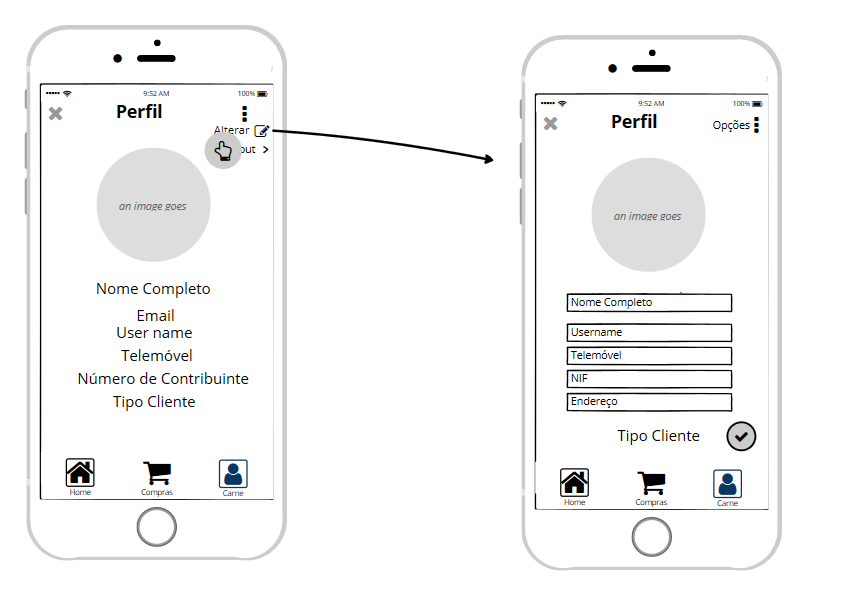 9:52 AM 100%
Perfil
Alterar
out
an image goes
Nome Completo
Email
User name
Telemóvel
Número de Contribuinte
Tipo Cliente
Home Compras Carne
9:52 AM 100%
Perfil
Opções
an image goes
Nome Completo
Username
Telemóvel
NIF
Endereço
Tipo Cliente
Home Compras Carne